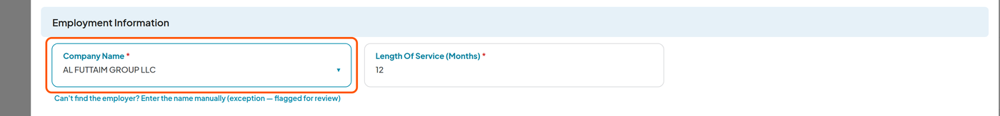 Employment Information
Company Name *
AL FUTTAIM GROUP LLC
Length Of Service (Months) *
12
Can't find the employer? Enter the name manually (exception — flagged for review)